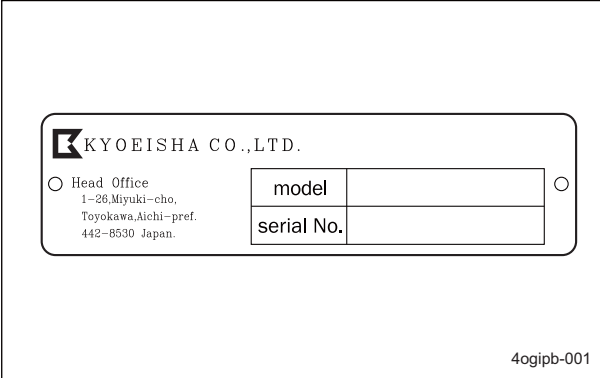 KYOEISHA CO.,LTD.
Head Office
1-26,Miyuki-cho,
Toyokawa,Aichi-pref.
442-8530 Japan.
model
serial No.
4ogipb-001